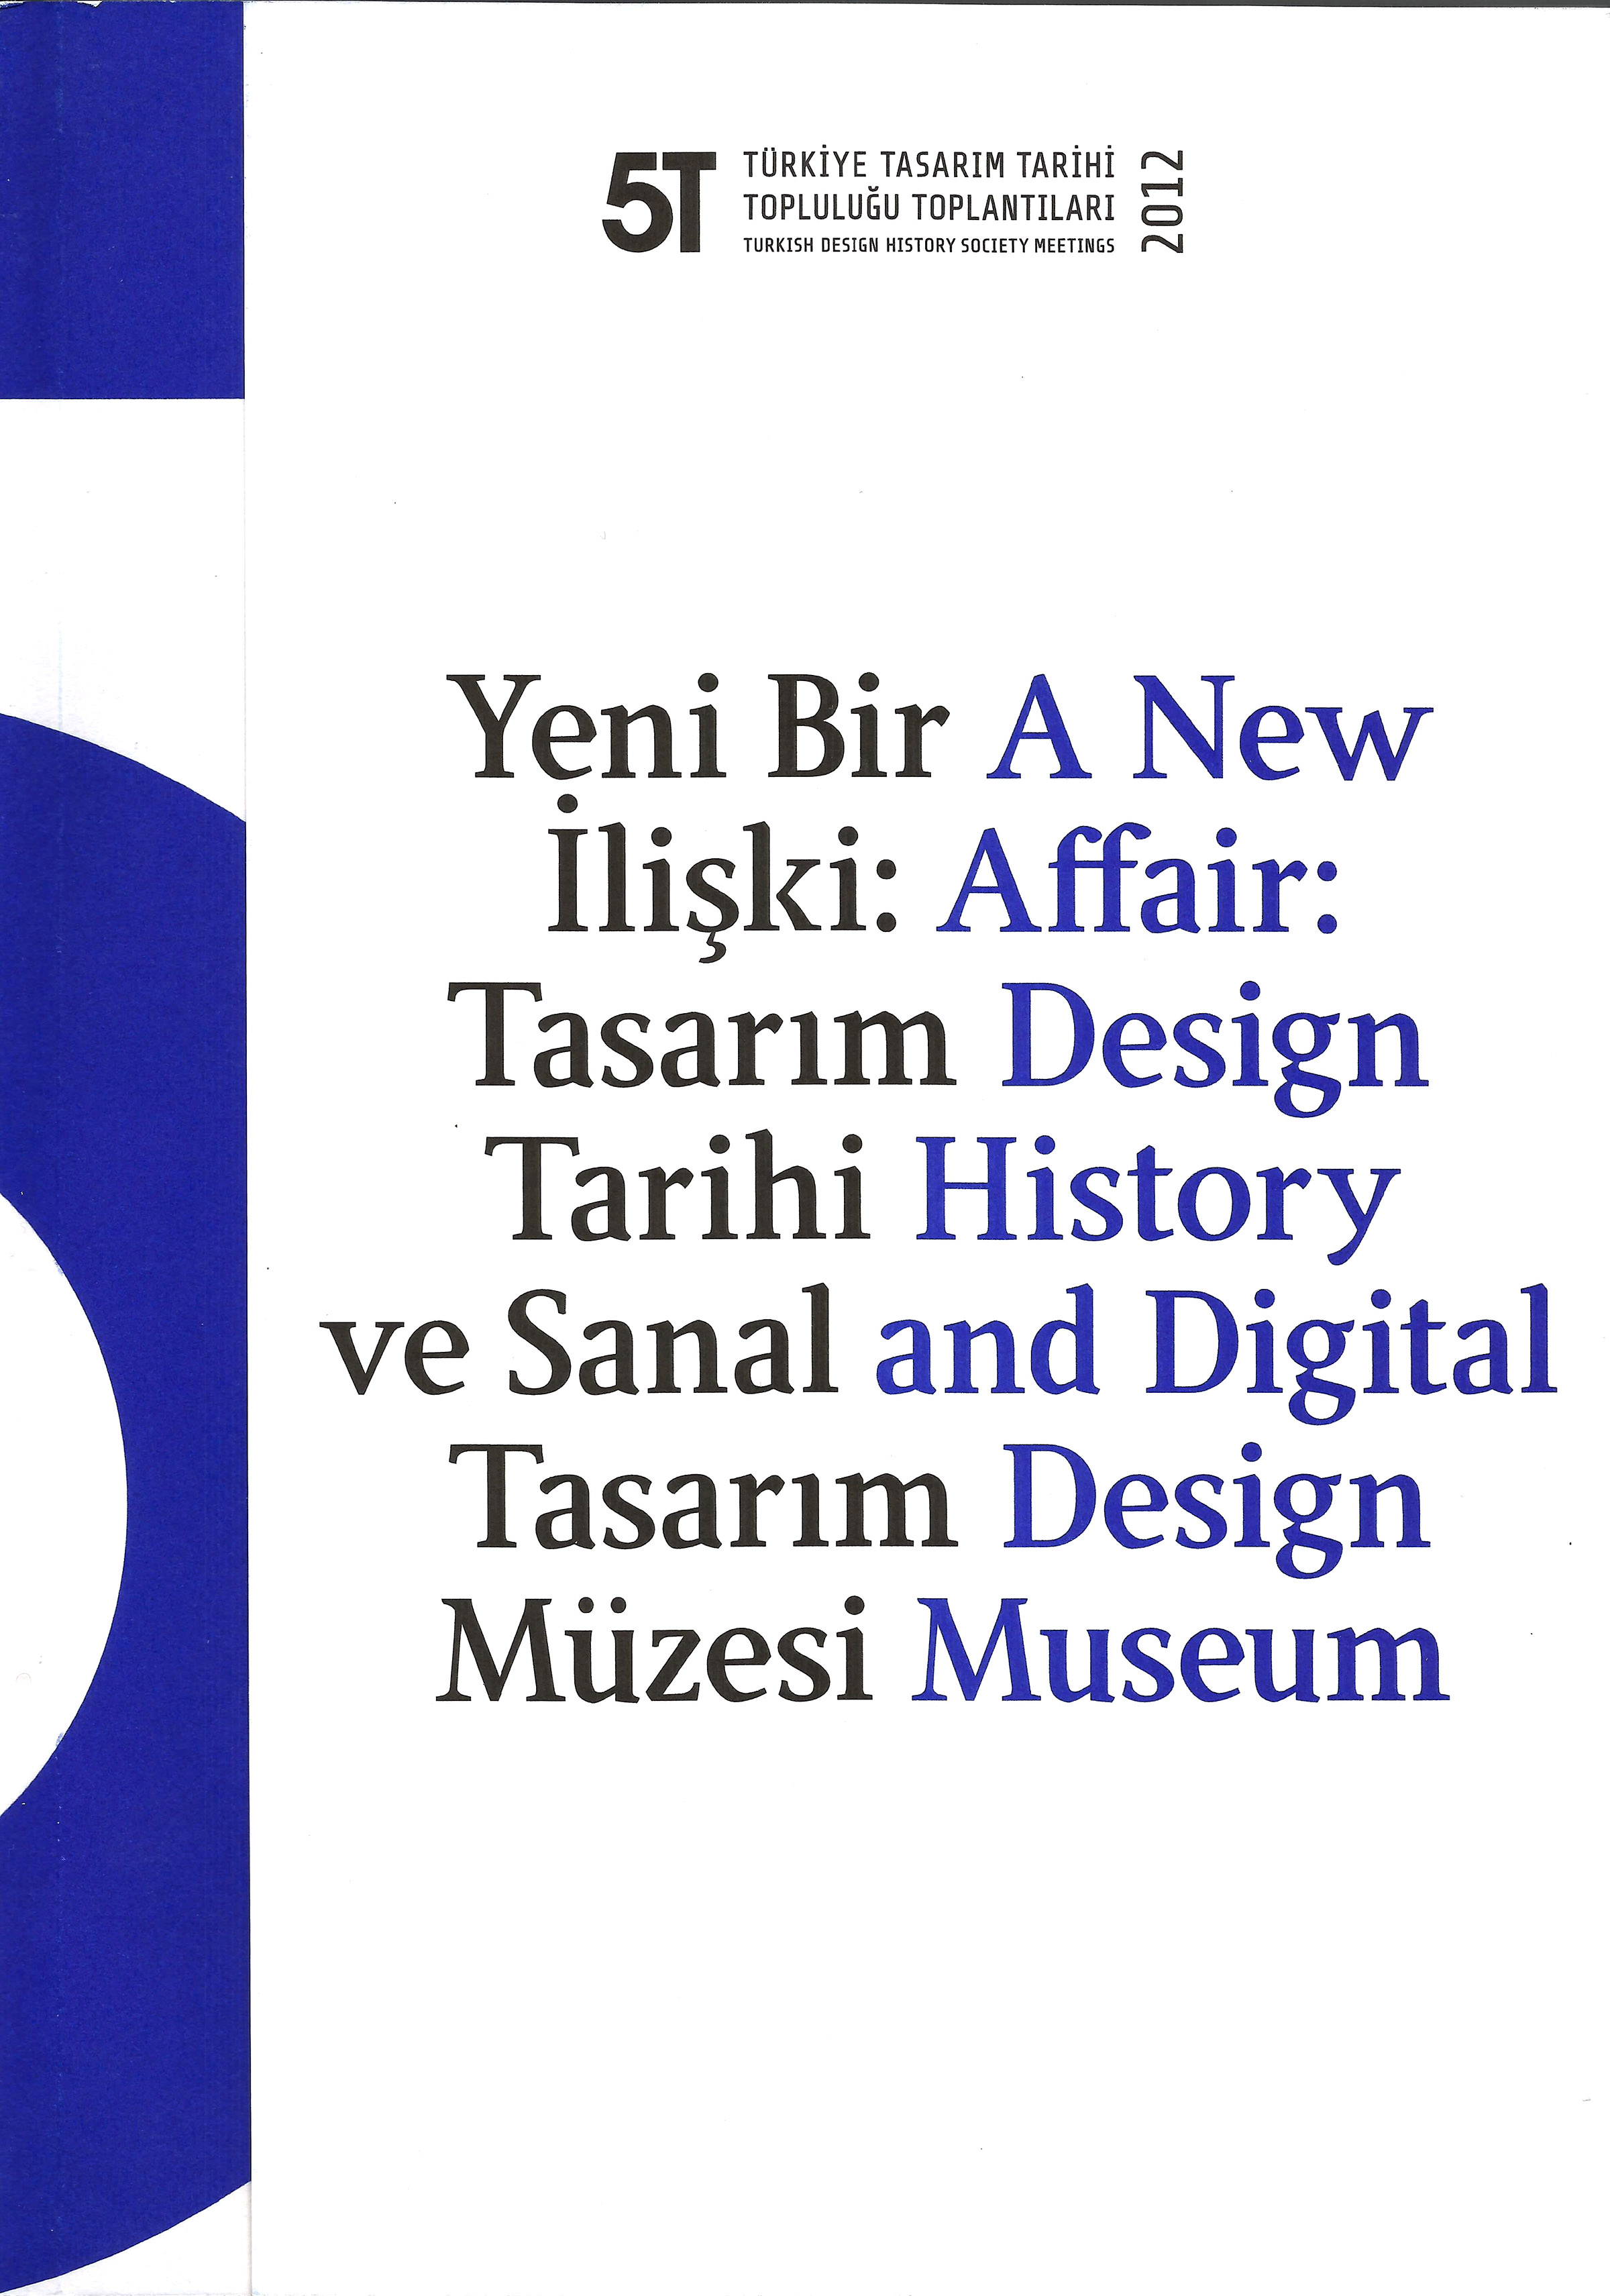 5T TÜRKİYE TASARIM TARİHİ
TOPLULUĞU TOPLANTILARI
TURKISH DESIGN HISTORY SOCIETY MEETINGS
2012
Yeni Bir A New
İlişki: Affair:
Tasarım Design
Tarihi History
ve Sanal and Digital
Tasarım Design
Müzesi Museum